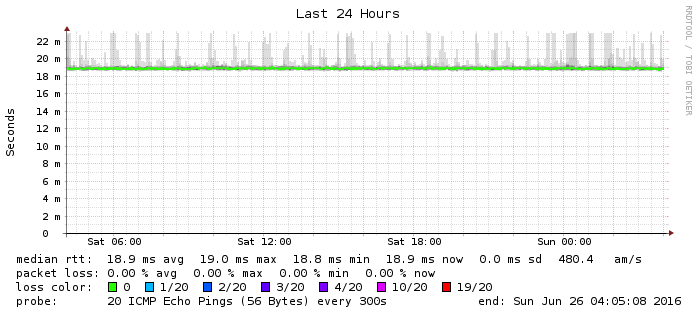 Last 24 Hours
RRDTOOL / TOBI OETIKER
Seconds
22 m
20 m
18 m
16 m
14 m
12 m
10 m
8 m
6 m
4 m
2 m
0
Sat 06:00 Sat 12:00 Sat 18:00 Sun 00:00
median rtt: 18.9 ms avg 19.0 ms max 18.8 ms min 18.9 ms now 0.0 ms sd 480.4 am/s
packet loss: 0.00 % avg 0.00 % max 0.00 % min 0.00 % now
loss color: 0 1/20 2/20 3/20 4/20 10/20 19/20
probe: 20 ICMP Echo Pings (56 Bytes) every 300s end: Sun Jun 26 04:05:08 2016